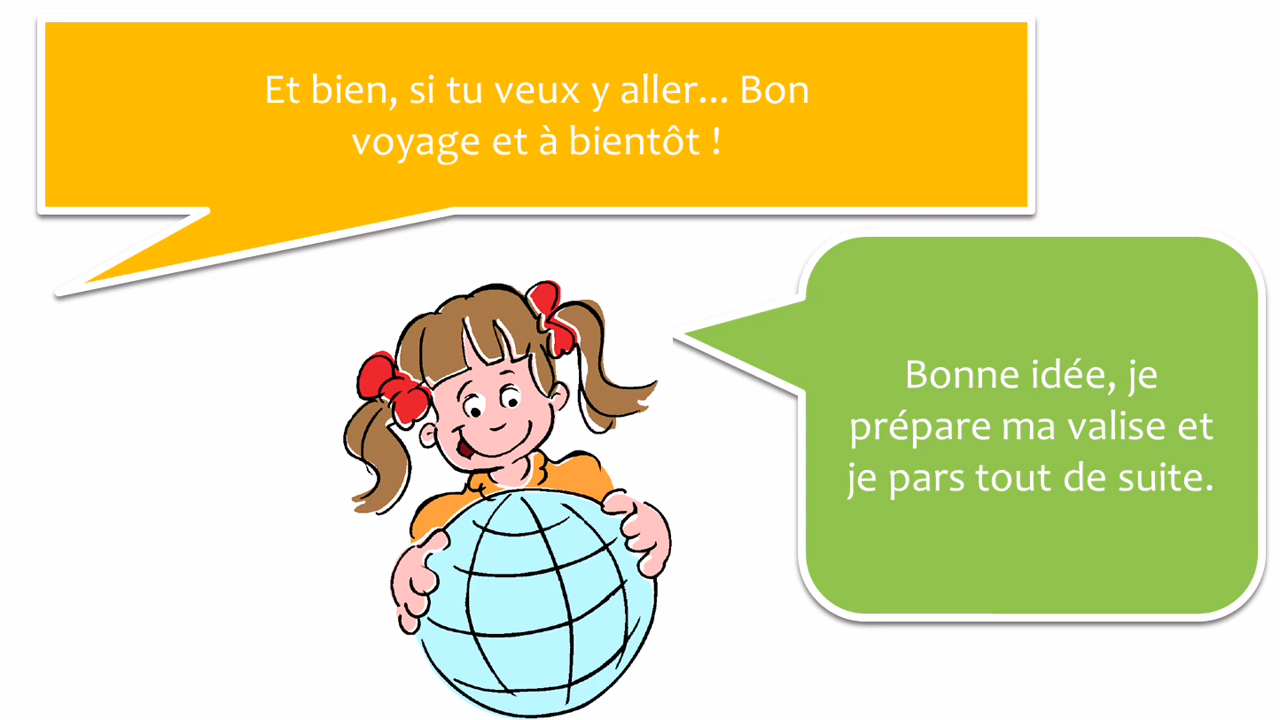 Et bien, si tu veux y aller... Bon
voyage et à bientôt !
Bonne idée, je
prépare ma valise et
je pars tout de suite.